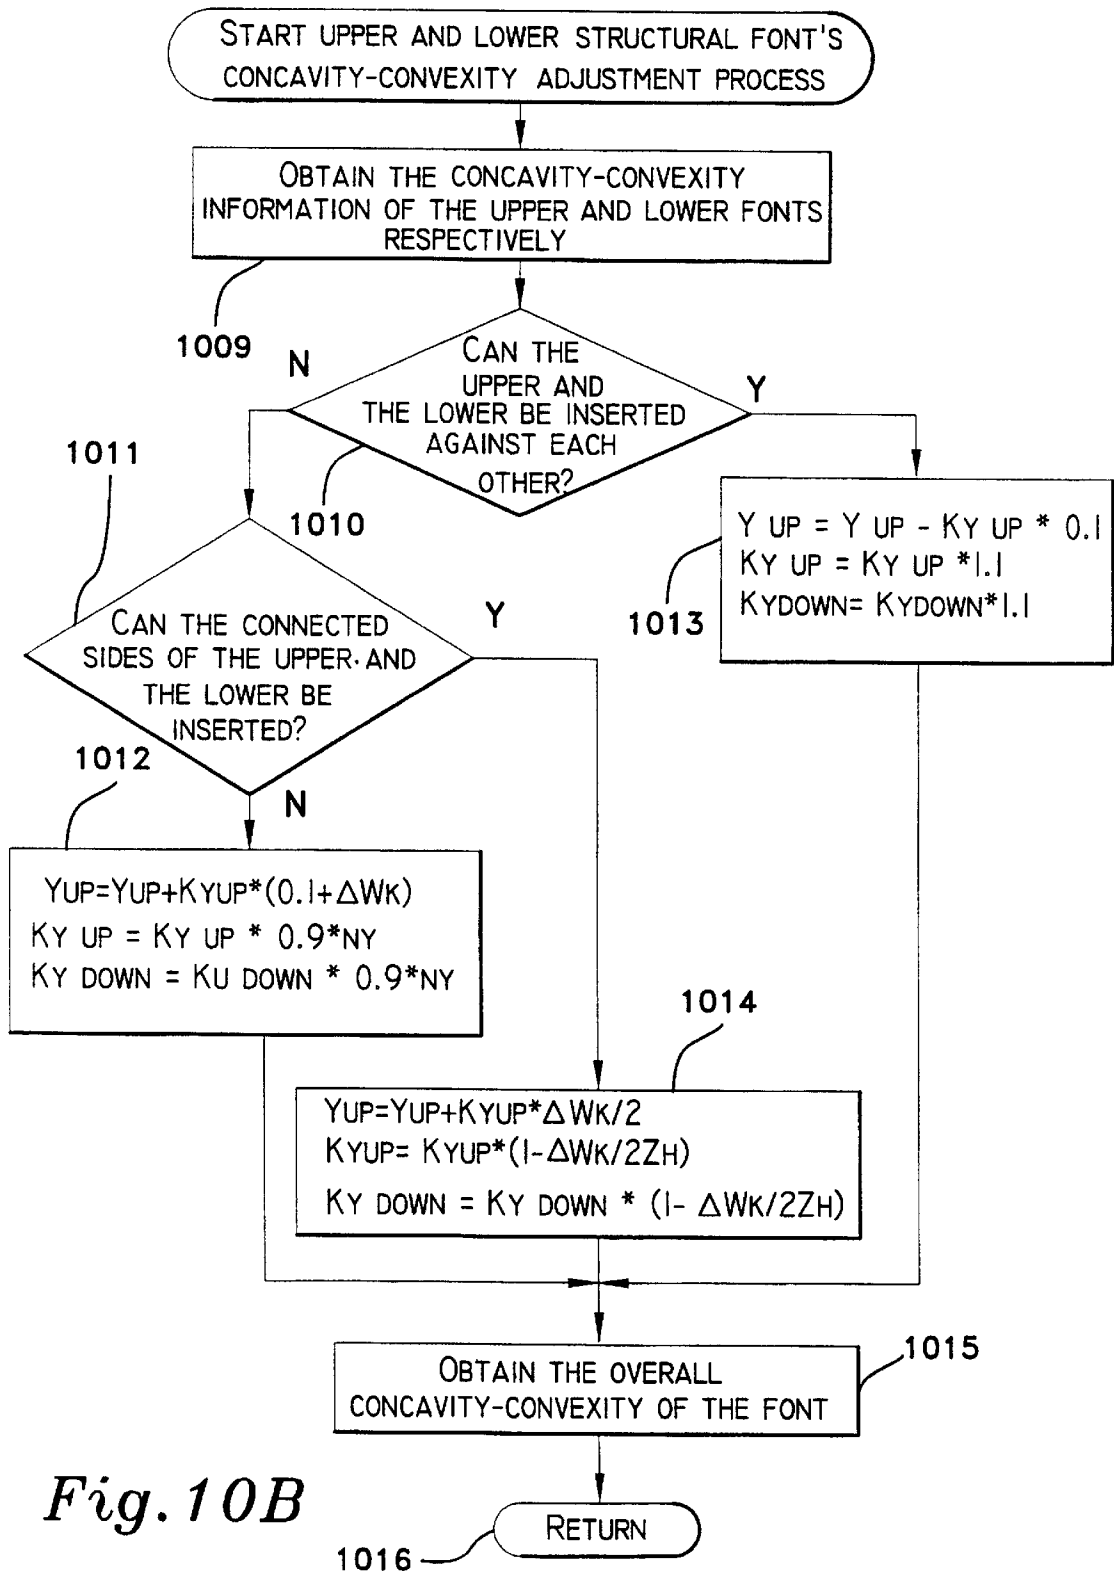 START UPPER AND LOWER STRUCTURAL FONT'S
CONCAVITY-CONVEXITY ADJUSTMENT PROCESS
OBTAIN THE CONCAVITY-CONVEXITY
INFORMATION OF THE UPPER AND LOWER FONTS
RESPECTIVELY
1009
N
CAN THE
UPPER AND
THE LOWER BE INSERTED
AGAINST EACH
OTHER?
Y
1010
1011
CAN THE CONNECTED
SIDES OF THE UPPER. AND
THE LOWER BE
INSERTED?
Y
N
Y UP = Y UP - KY UP * 0.1
KY UP = KY UP *1.1
KYDOWN= KYDOWN*1.1
1013
1012
YUP=YUP+KYUP*(0.1+ΔWK)
KY UP = KY UP * 0.9*NY
KY DOWN = KU DOWN * 0.9*NY
1014
YUP=YUP+KYUP*ΔWK/2
KYUP= KYUP*(1-ΔWK/2ZH)
KY DOWN = KY DOWN * (1- ΔWK/2ZH)
OBTAIN THE OVERALL
CONCAVITY-CONVEXITY OF THE FONT
1015
RETURN
1016
Fig. 10B